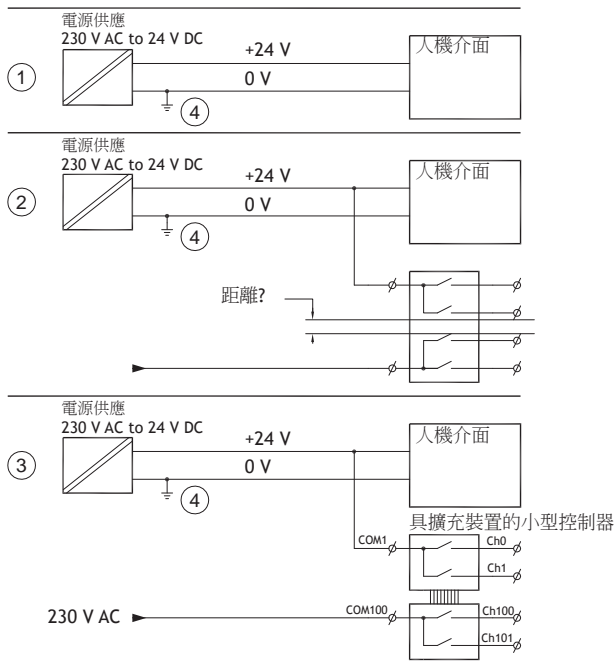 電源供應
230 V AC to 24 V DC
+24 V
0 V
人機介面
1
4
電源供應
230 V AC to 24 V DC
+24 V
0 V
人機介面
2
4
距離?
電源供應
230 V AC to 24 V DC
+24 V
0 V
人機介面
3
4
具擴充裝置的小型控制器
COM1
Ch0
Ch1
230 V AC
COM100
Ch100
Ch101